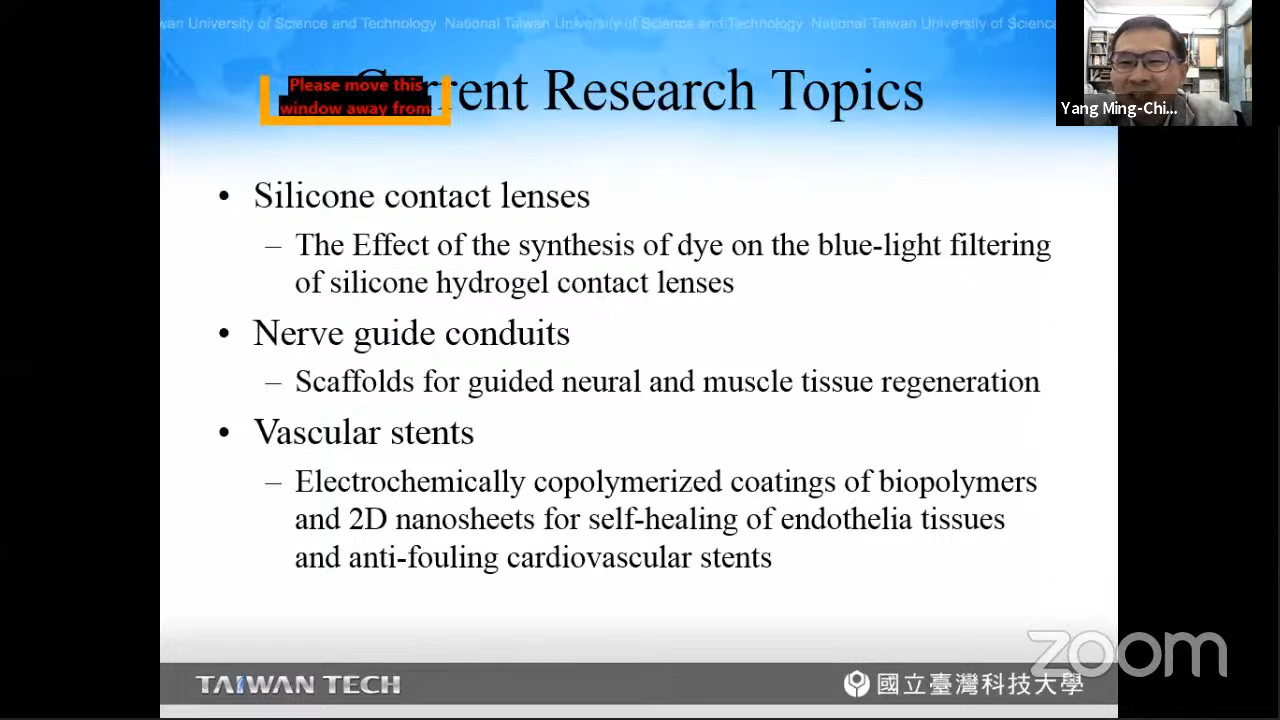 wan University of Science and Technology National Taiwan University of Science and Technology National Taiwan University of Science
Please move this
window away from
Current Research Topics
Yang Ming-Chi...
• Silicone contact lenses
– The Effect of the synthesis of dye on the blue-light filtering
of silicone hydrogel contact lenses
• Nerve guide conduits
– Scaffolds for guided neural and muscle tissue regeneration
• Vascular stents
– Electrochemically copolymerized coatings of biopolymers
and 2D nanosheets for self-healing of endothelia tissues
and anti-fouling cardiovascular stents
zoom
TAIWAN TECH
國立臺灣科技大學